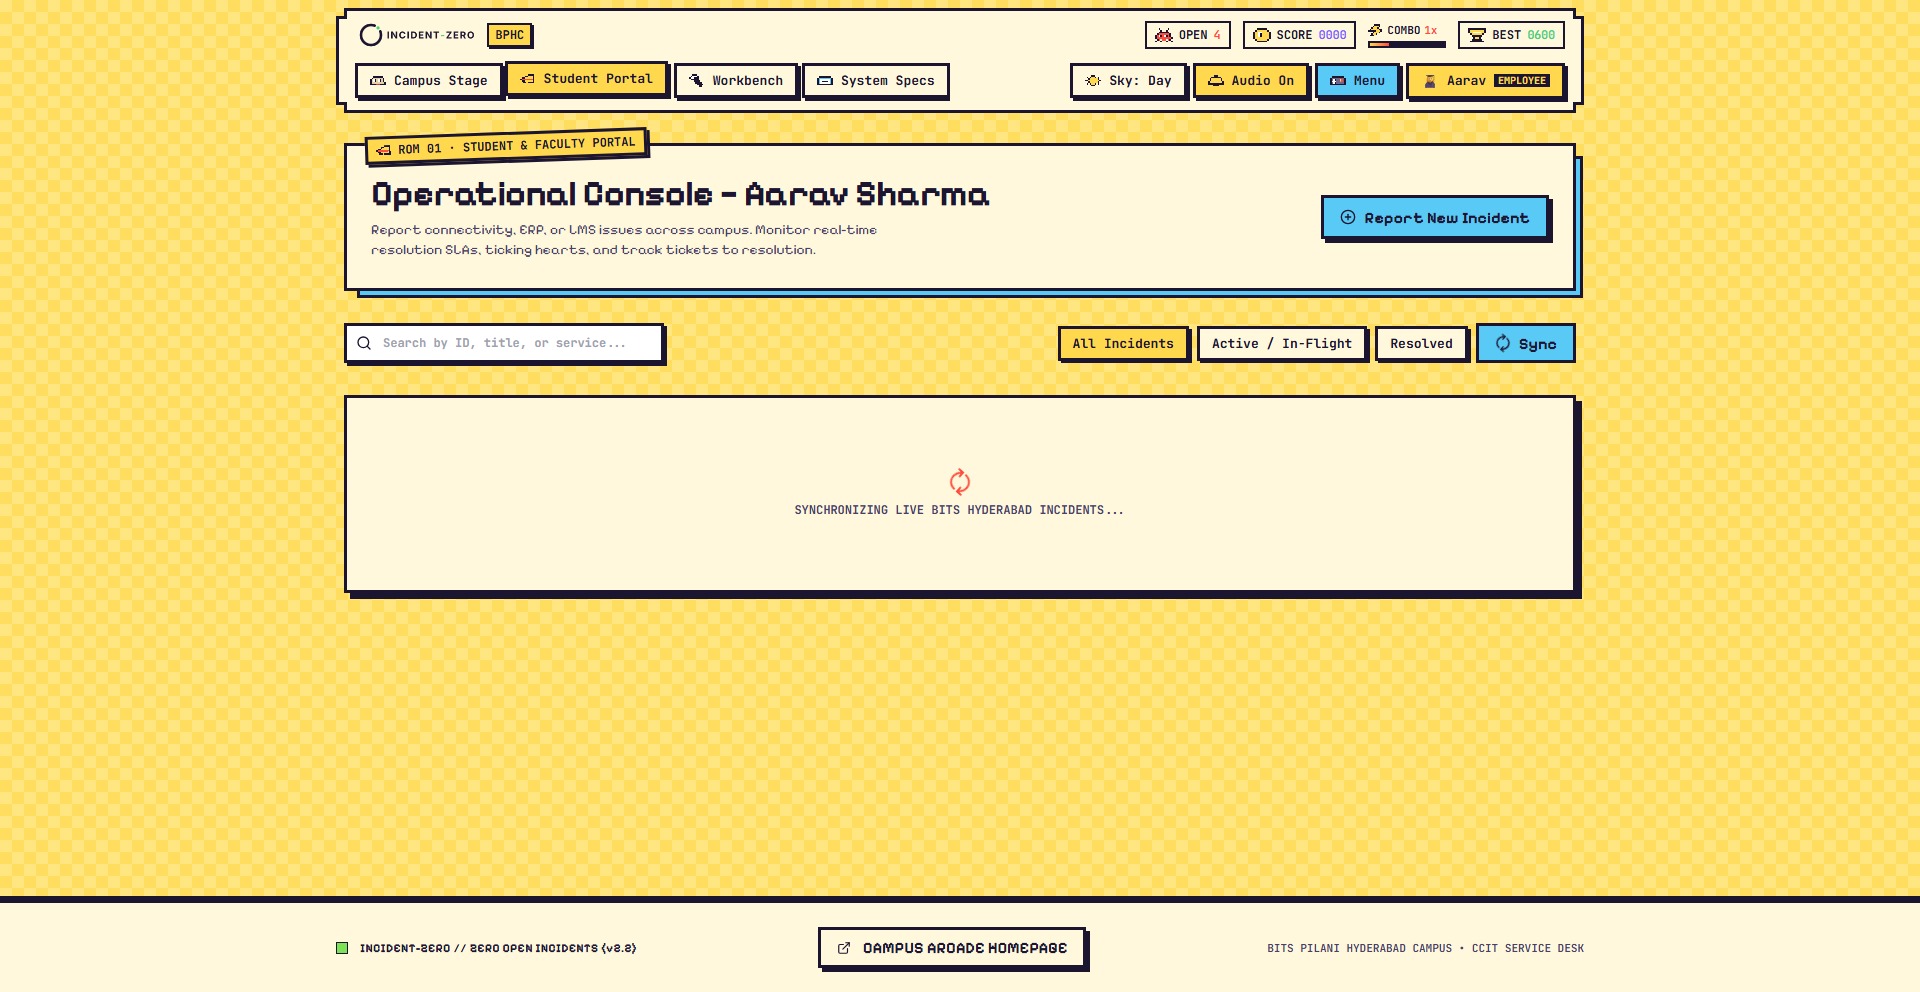 INCIDENT-ZERO BPHC
OPEN 4 SCORE 0000 COMBO 1x BEST 0600
Campus Stage Student Portal Workbench System Specs Sky: Day Audio On Menu Aarav EMPLOYEE
ROM 01 · STUDENT & FACULTY PORTAL
Operational Console — Aarav Sharma
Report connectivity, ERP, or LMS issues across campus. Monitor real-time
resolution SLAs, ticking hearts, and track tickets to resolution.
Report New Incident
Search by ID, title, or service...
All Incidents Active / In-Flight Resolved Sync
SYNCHRONIZING LIVE BITS HYDERABAD INCIDENTS...
INCIDENT-ZERO // ZERO OPEN INCIDENTS (v2.2)
CAMPUS ARCADE HOMEPAGE
BITS PILANI HYDERABAD CAMPUS • CCIT SERVICE DESK